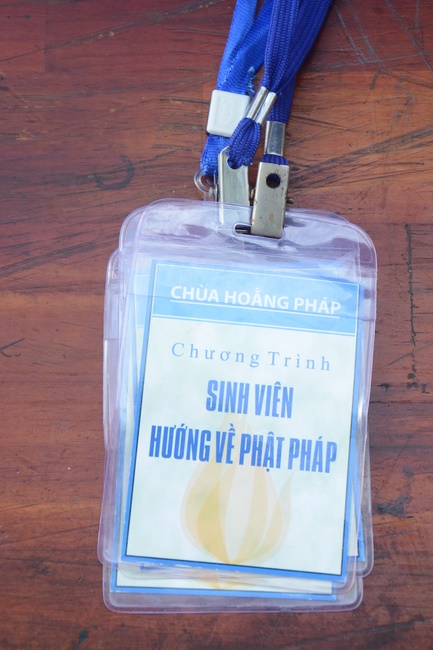 CHÙA HOẰNG PHÁP
Chương Trình
SINH VIÊN
HƯỚNG VỀ PHẬT PHÁP